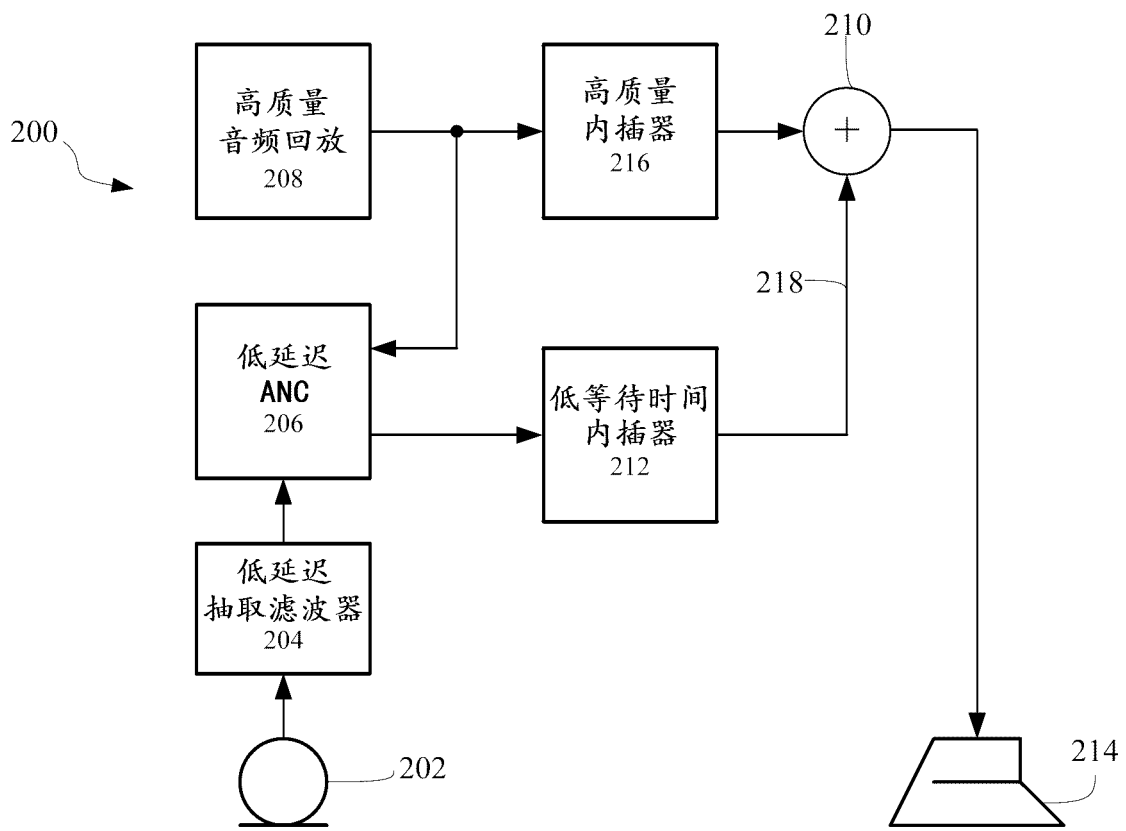 210
200
高质量
音频回放
208
高质量
内插器
216
+
218
低延迟
ANC
206
低等待时间
内插器
212
低延迟
抽取滤波器
204
202
214